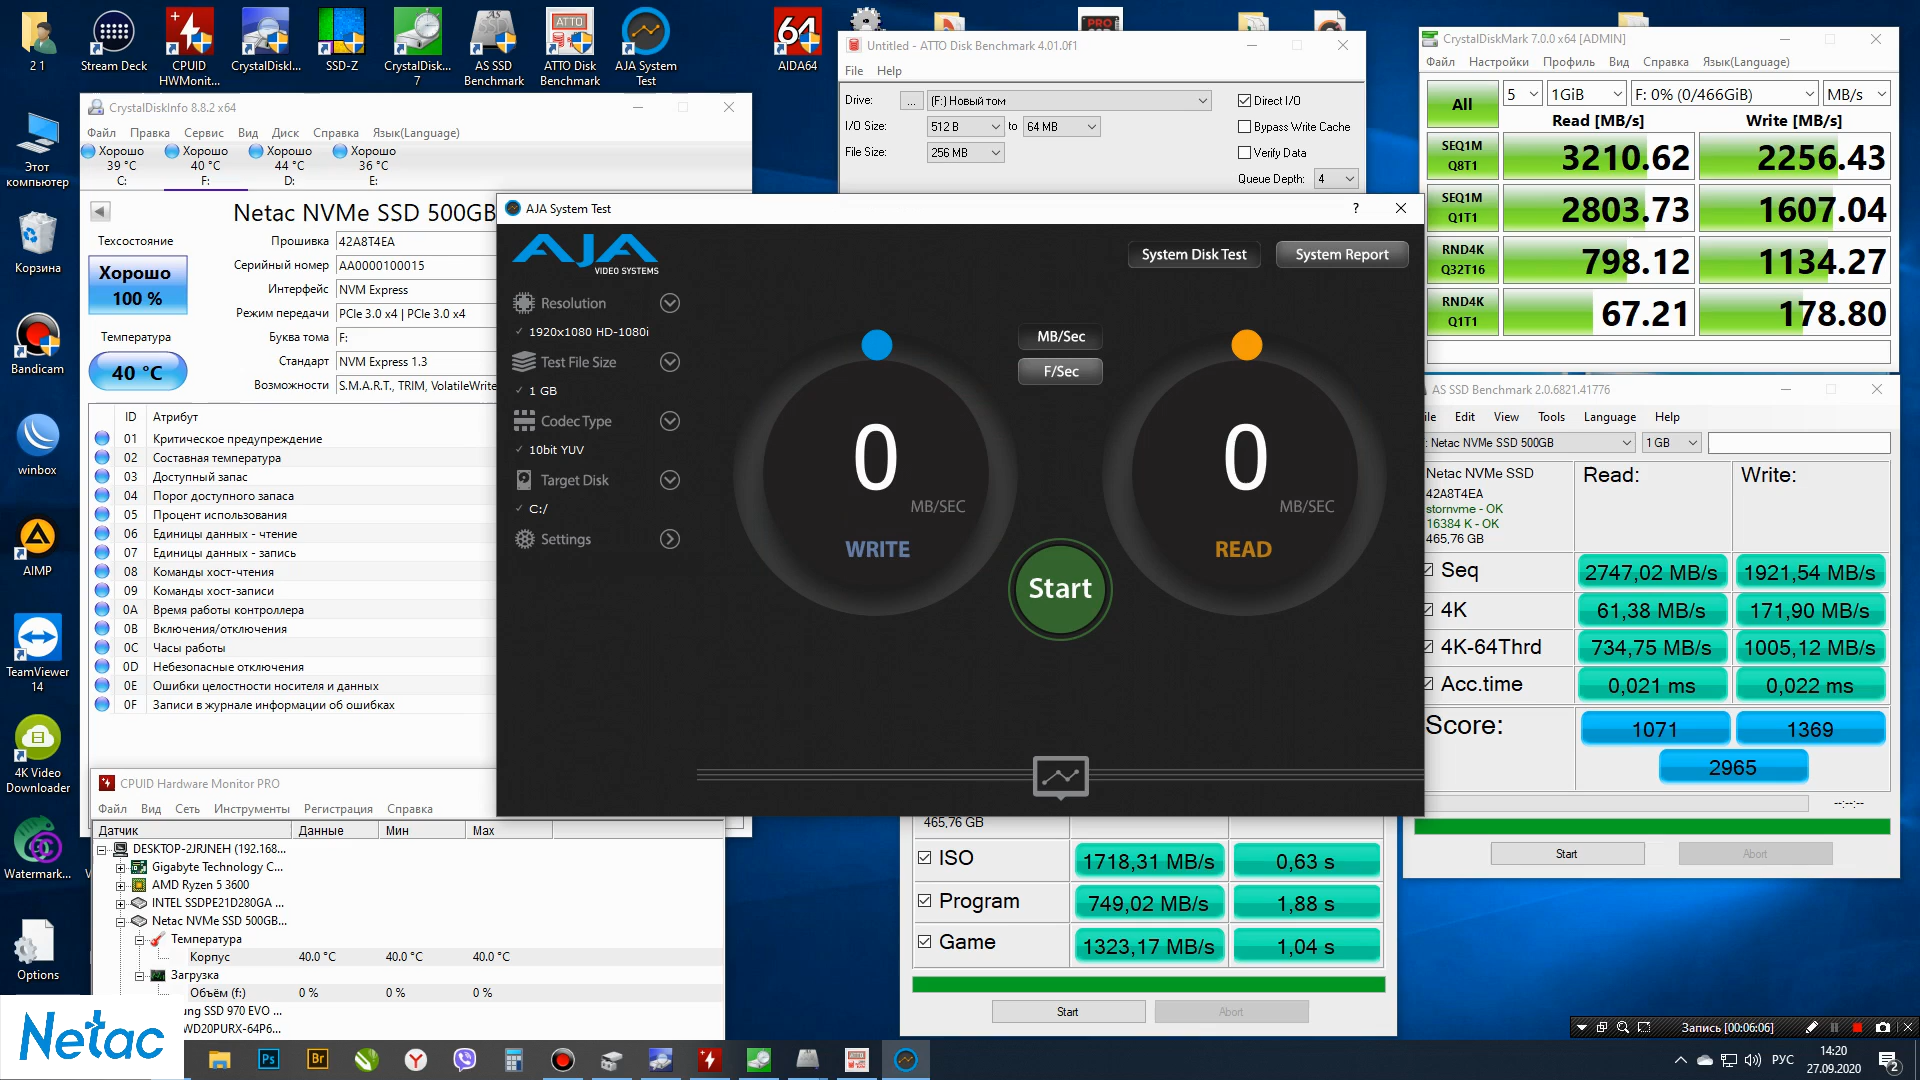 2 1
Stream Deck
CPUID
HWMonit...
CrystalDiskI...
SSD-Z
CrystalDisk...
7
AS SSD
Benchmark
ATTO Disk
Benchmark
AJA System
Test
64
AIDA64
Этот
компьютер
Корзина
Bandicam
winbox
AIMP
TeamViewer
14
4K Video
Downloader
Watermark...
Options
Netac
CrystalDiskInfo 8.8.2 x64
Файл Правка Сервис Вид Диск Справка Язык(Language)
Хорошо Хорошо Хорошо Хорошо
39 °C 40 °C 44 °C 36 °C
C: F: D: E:
Netac NVMe SSD 500GB
Техсостояние
Хорошо
100 %
Температура
40 °C
Прошивка 42A8T4EA
Серийный номер AA0000100015
Интерфейс NVM Express
Режим передачи PCIe 3.0 x4 | PCIe 3.0 x4
Буква тома F:
Стандарт NVM Express 1.3
Возможности S.M.A.R.T., TRIM, VolatileWrite
ID Атрибут
01 Критическое предупреждение
02 Составная температура
03 Доступный запас
04 Порог доступного запаса
05 Процент использования
06 Единицы данных - чтение
07 Единицы данных - запись
08 Команды хост-чтения
09 Команды хост-записи
0A Время работы контроллера
0B Включения/отключения
0C Часы работы
0D Небезопасные отключения
0E Ошибки целостности носителя и данных
0F Записи в журнале информации об ошибках
CPUID Hardware Monitor PRO
Файл Вид Сеть Инструменты Регистрация Справка
Датчик Данные Мин Max
DESKTOP-2JRJNEH (192.168...
Gigabyte Technology C...
AMD Ryzen 5 3600
INTEL SSDPE21D280GA ...
Netac NVMe SSD 500GB...
Температура
Корпус 40.0 °C 40.0 °C 40.0 °C
Загрузка
Объём (f:) 0 % 0 % 0 %
ung SSD 970 EVO ...
WD20PURX-64P6...
Untitled - ATTO Disk Benchmark 4.01.0f1
File Help
Drive: ... (F:) Новый том
I/O Size: 512 B to 64 MB
File Size: 256 MB
Direct I/O
Bypass Write Cache
Verify Data
Queue Depth: 4
AJA System Test ?
AJA
VIDEO SYSTEMS
System Disk Test System Report
Resolution
1920x1080 HD-1080i
Test File Size
1 GB
Codec Type
10bit YUV
Target Disk
C:/
Settings
MB/Sec
F/Sec
0 MB/SEC
WRITE
0 MB/SEC
READ
Start
465,76 GB
ISO 1718,31 MB/s 0,63 s
Program 749,02 MB/s 1,88 s
Game 1323,17 MB/s 1,04 s
Start Abort
CrystalDiskMark 7.0.0 x64 [ADMIN]
Файл Настройки Профиль Вид Справка Язык(Language)
All 5 1GiB F: 0% (0/466GiB) MB/s
Read [MB/s] Write [MB/s]
SEQ1M
Q8T1
3210.62 2256.43
SEQ1M
Q1T1
2803.73 1607.04
RND4K
Q32T16
798.12 1134.27
RND4K
Q1T1
67.21 178.80
AS SSD Benchmark 2.0.6821.41776
ile Edit View Tools Language Help
: Netac NVMe SSD 500GB 1 GB
Netac NVMe SSD
42A8T4EA
stornvme - OK
16384 K - OK
465,76 GB
Read: Write:
Seq 2747,02 MB/s 1921,54 MB/s
4K 61,38 MB/s 171,90 MB/s
4K-64Thrd 734,75 MB/s 1005,12 MB/s
Acc.time 0,021 ms 0,022 ms
Score: 1071 1369
2965
--:--:--
Start Abort
Запись [00:06:06]
Ps Br
РУС
14:20
27.09.2020
2